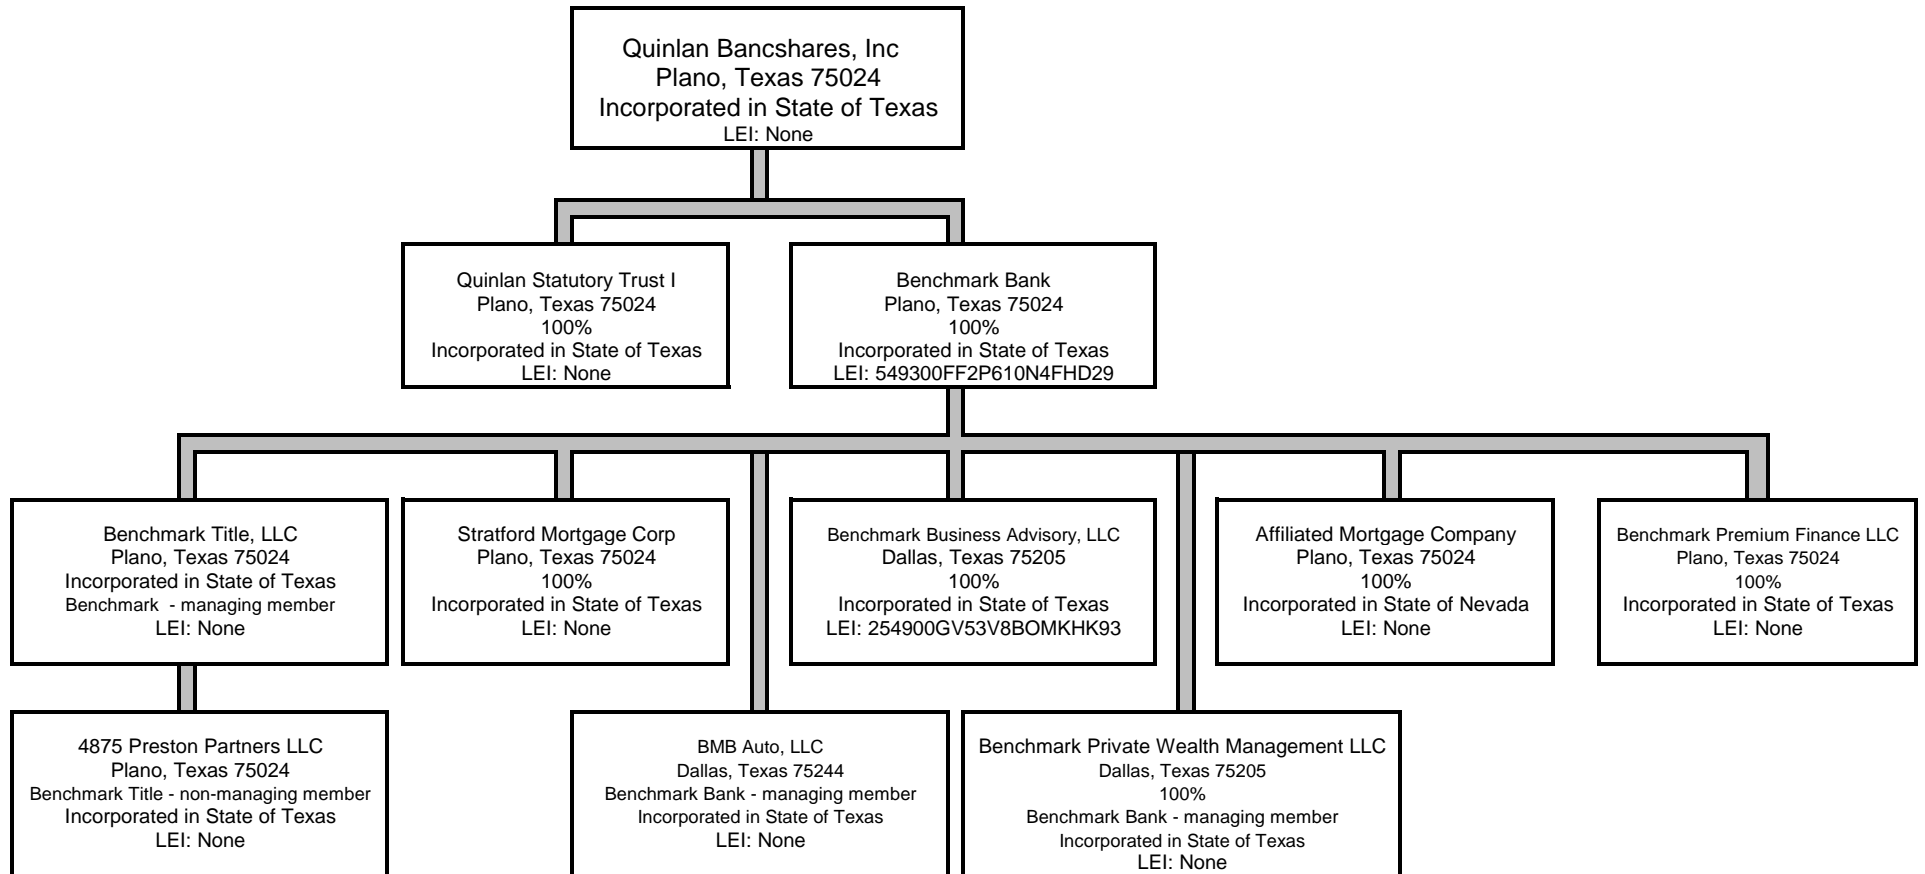 Quinlan Bancshares, Inc
Plano, Texas 75024
Incorporated in State of Texas
LEI: None
Quinlan Statutory Trust I
Plano, Texas 75024
100%
Incorporated in State of Texas
LEI: None
Benchmark Bank
Plano, Texas 75024
100%
Incorporated in State of Texas
LEI: 549300FF2P610N4FHD29
Benchmark Title, LLC
Plano, Texas 75024
Incorporated in State of Texas
Benchmark - managing member
LEI: None
Stratford Mortgage Corp
Plano, Texas 75024
100%
Incorporated in State of Texas
LEI: None
Benchmark Business Advisory, LLC
Dallas, Texas 75205
100%
Incorporated in State of Texas
LEI: 254900GV53V8BOMKHK93
Affiliated Mortgage Company
Plano, Texas 75024
100%
Incorporated in State of Nevada
LEI: None
Benchmark Premium Finance LLC
Plano, Texas 75024
100%
Incorporated in State of Texas
LEI: None
4875 Preston Partners LLC
Plano, Texas 75024
Benchmark Title - non-managing member
Incorporated in State of Texas
LEI: None
BMB Auto, LLC
Dallas, Texas 75244
Benchmark Bank - managing member
Incorporated in State of Texas
LEI: None
Benchmark Private Wealth Management LLC
Dallas, Texas 75205
100%
Benchmark Bank - managing member
Incorporated in State of Texas
LEI: None